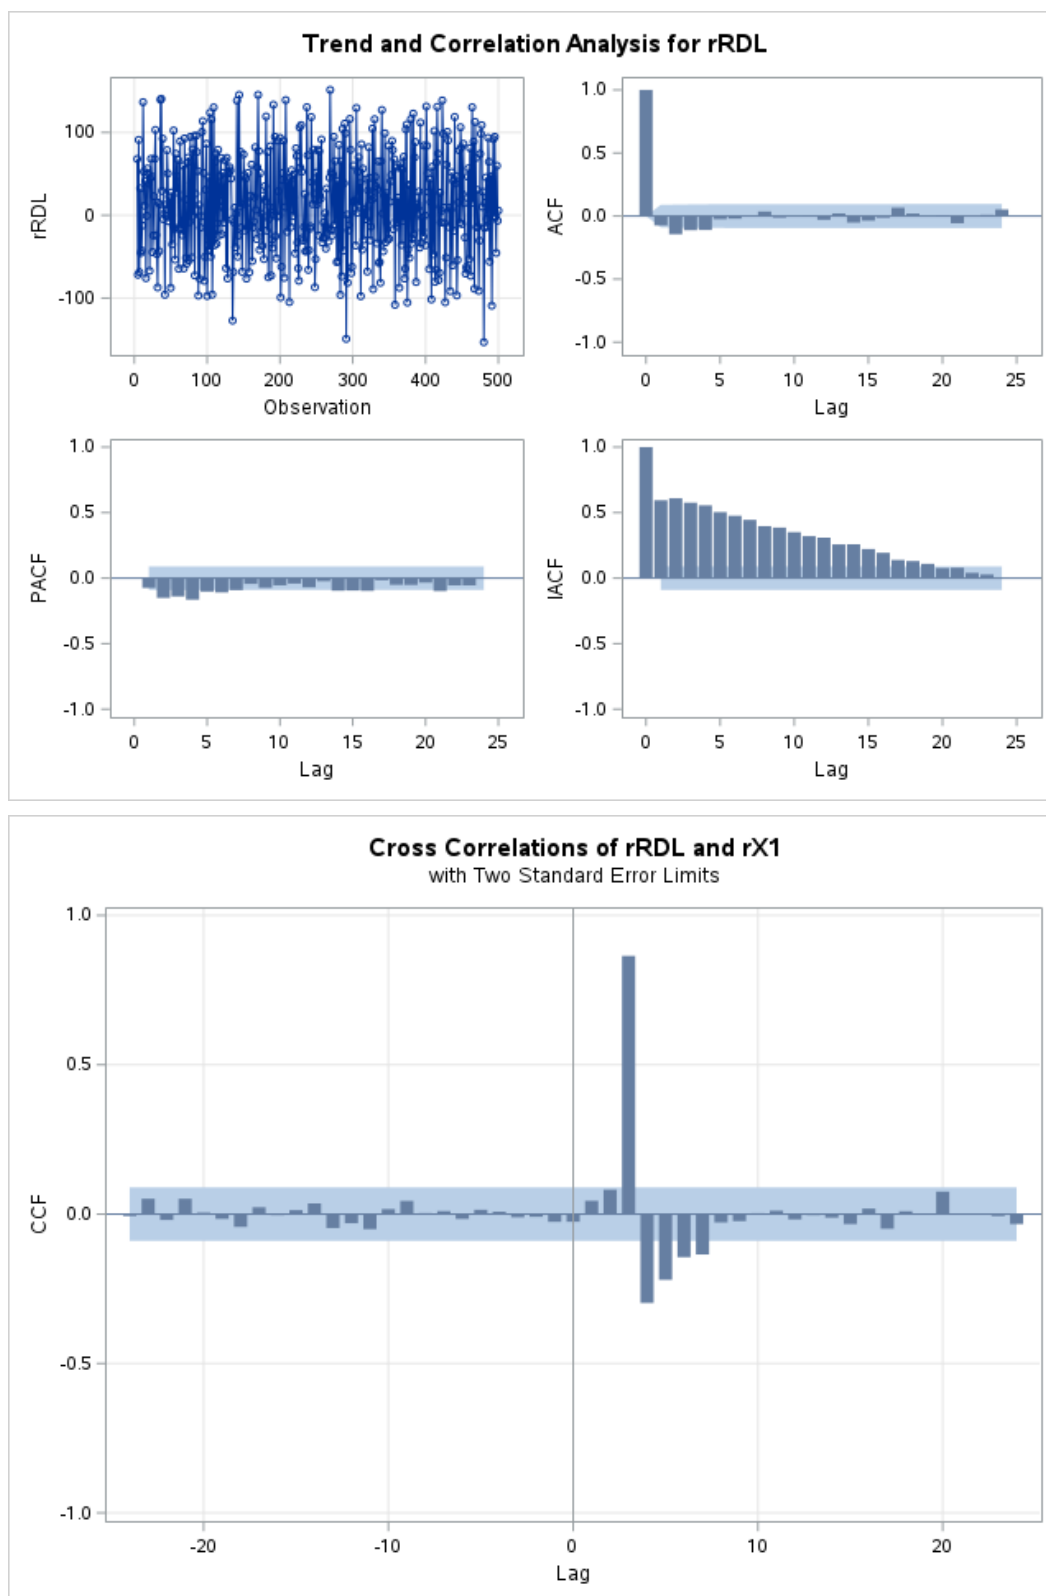 Trend and Correlation Analysis for rRDL
100
0
-100
rRDL
0 100 200 300 400 500
Observation
1.0
0.5
0.0
-0.5
-1.0
ACF
0 5 10 15 20 25
Lag
1.0
0.5
0.0
-0.5
-1.0
PACF
0 5 10 15 20 25
Lag
1.0
0.5
0.0
-0.5
-1.0
IACF
0 5 10 15 20 25
Lag
Cross Correlations of rRDL and rX1
with Two Standard Error Limits
1.0
0.5
0.0
-0.5
-1.0
CCF
-20 -10 0 10 20
Lag